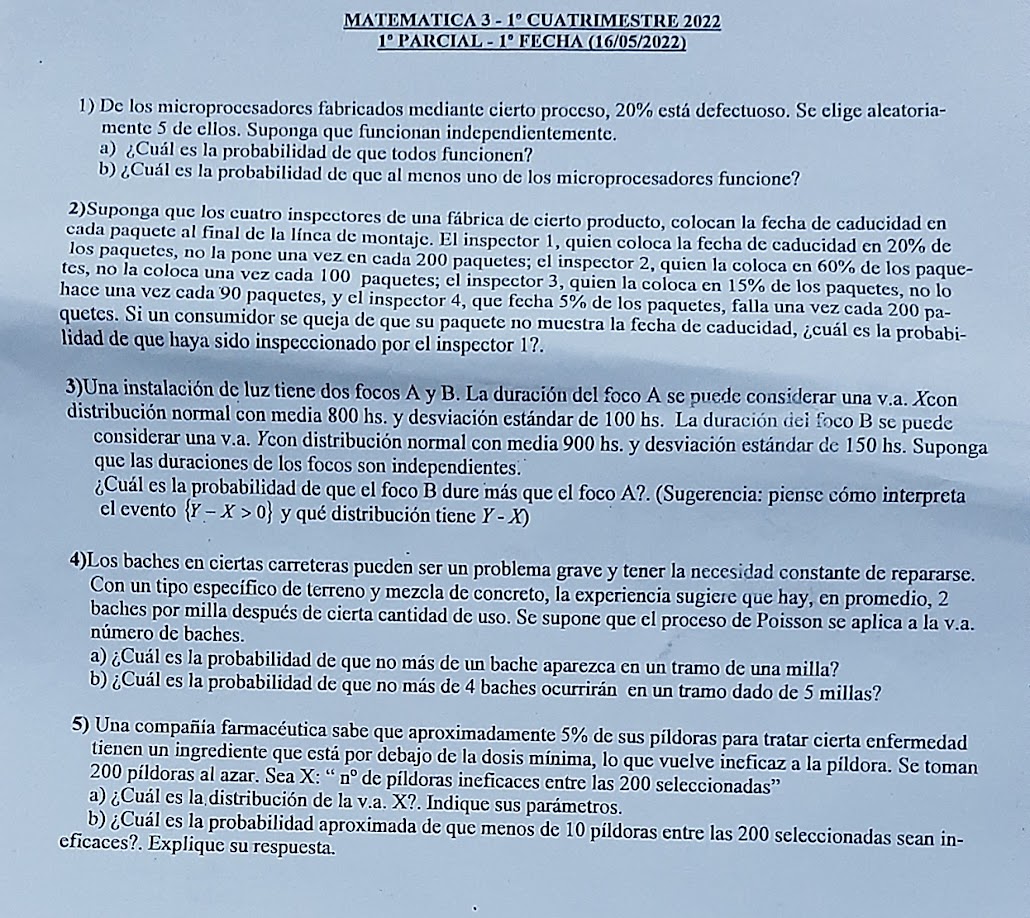 MATEMATICA 3 - 1º CUATRIMESTRE 2022
1º PARCIAL - 1º FECHA (16/05/2022)
1) De los microprocesadores fabricados mediante cierto proceso, 20% está defectuoso. Se elige aleatoria-
mente 5 de ellos. Suponga que funcionan independientemente.
a) ¿Cuál es la probabilidad de que todos funcionen?
b) ¿Cuál es la probabilidad de que al menos uno de los microprocesadores funcione?
2)Suponga que los cuatro inspectores de una fábrica de cierto producto, colocan la fecha de caducidad en
cada paquete al final de la línea de montaje. El inspector 1, quien coloca la fecha de caducidad en 20% de
los paquetes, no la pone una vez en cada 200 paquetes; el inspector 2, quien la coloca en 60% de los paque-
tes, no la coloca una vez cada 100 paquetes; el inspector 3, quien la coloca en 15% de los paquetes, no lo
hace una vez cada 90 paquetes, y el inspector 4, que fecha 5% de los paquetes, falla una vez cada 200 pa-
quetes. Si un consumidor se queja de que su paquete no muestra la fecha de caducidad, ¿cuál es la probabi-
lidad de que haya sido inspeccionado por el inspector 1?.
3)Una instalación de luz tiene dos focos A y B. La duración del foco A se puede considerar una v.a. Xcon
distribución normal con media 800 hs. y desviación estándar de 100 hs. La duración del foco B se puede
considerar una v.a. Ycon distribución normal con media 900 hs. y desviación estándar de 150 hs. Suponga
que las duraciones de los focos son independientes.
¿Cuál es la probabilidad de que el foco B dure más que el foco A?. (Sugerencia: piense cómo interpreta
el evento {Y – X > 0} y qué distribución tiene Y - X)
4)Los baches en ciertas carreteras pueden ser un problema grave y tener la necesidad constante de repararse.
Con un tipo específico de terreno y mezcla de concreto, la experiencia sugiere que hay, en promedio, 2
baches por milla después de cierta cantidad de uso. Se supone que el proceso de Poisson se aplica a la v.a.
número de baches.
a) ¿Cuál es la probabilidad de que no más de un bache aparezca en un tramo de una milla?
b) ¿Cuál es la probabilidad de que no más de 4 baches ocurrirán en un tramo dado de 5 millas?
5) Una compañía farmacéutica sabe que aproximadamente 5% de sus píldoras para tratar cierta enfermedad
tienen un ingrediente que está por debajo de la dosis mínima, lo que vuelve ineficaz a la píldora. Se toman
200 píldoras al azar. Sea X: “ nº de píldoras ineficaces entre las 200 seleccionadas”
a) ¿Cuál es la distribución de la v.a. X?. Indique sus parámetros.
b) ¿Cuál es la probabilidad aproximada de que menos de 10 píldoras entre las 200 seleccionadas sean in-
eficaces?. Explique su respuesta.